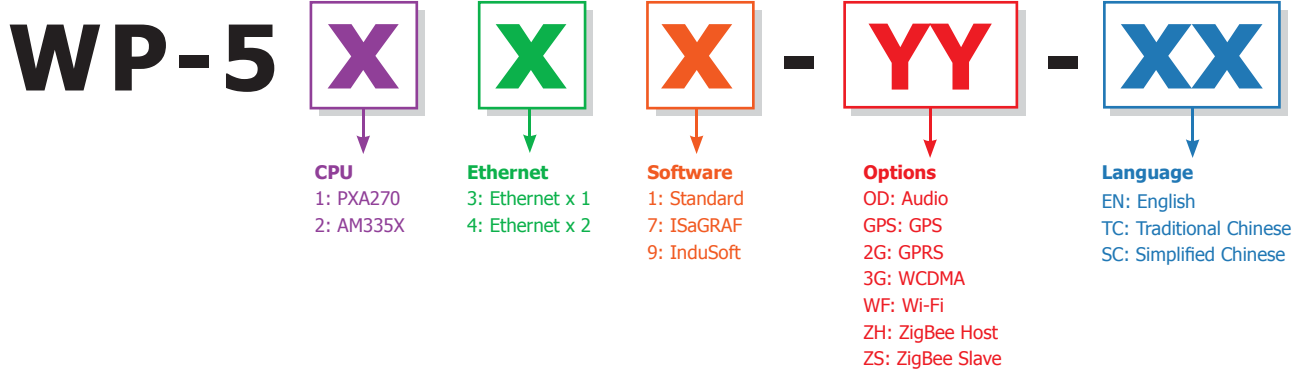 WP-5 X X X - YY - XX
CPU
1: PXA270
2: AM335X
Ethernet
3: Ethernet x 1
4: Ethernet x 2
Software
1: Standard
7: ISaGRAF
9: InduSoft
Options
OD: Audio
GPS: GPS
2G: GPRS
3G: WCDMA
WF: Wi-Fi
ZH: ZigBee Host
ZS: ZigBee Slave
Language
EN: English
TC: Traditional Chinese
SC: Simplified Chinese